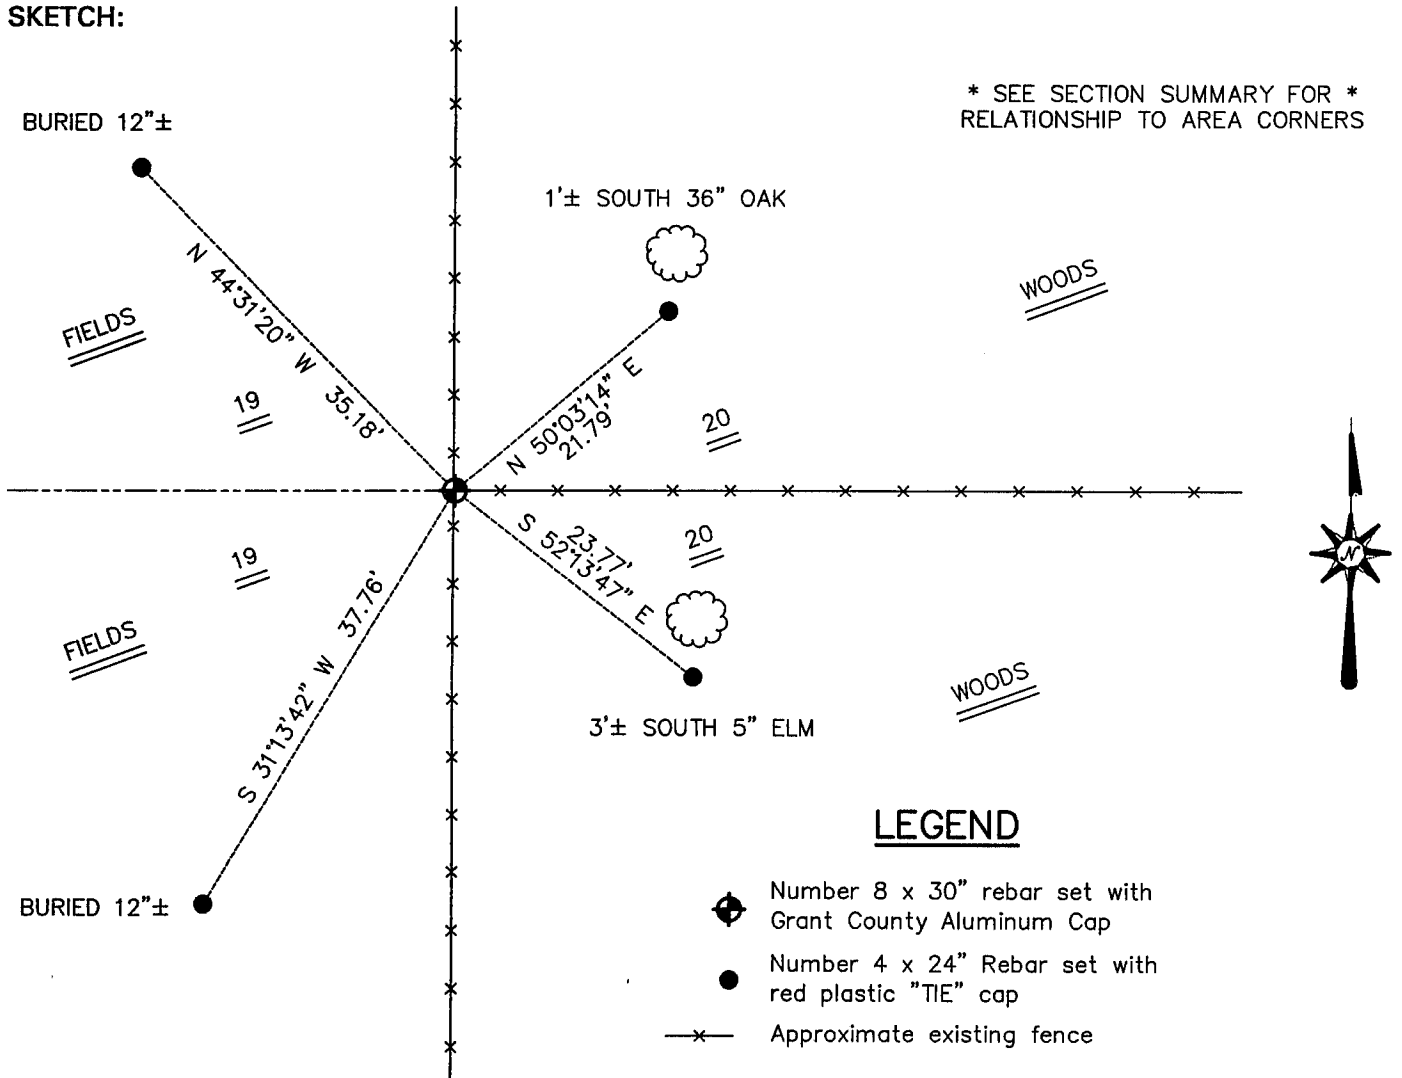 SKETCH:
* SEE SECTION SUMMARY FOR *
RELATIONSHIP TO AREA CORNERS
BURIED 12"±
1'± SOUTH 36" OAK
N 44°31'20" W 35.18'
WOODS
FIELDS
N 50°03'14" E
21.79'
19
20
N
23.77'
S 52°13'47" E
20
19
S 31°13'42" W 37.76'
FIELDS
WOODS
3'± SOUTH 5" ELM
BURIED 12"±
LEGEND
Number 8 x 30" rebar set with
Grant County Aluminum Cap
Number 4 x 24" Rebar set with
red plastic "TIE" cap
Approximate existing fence